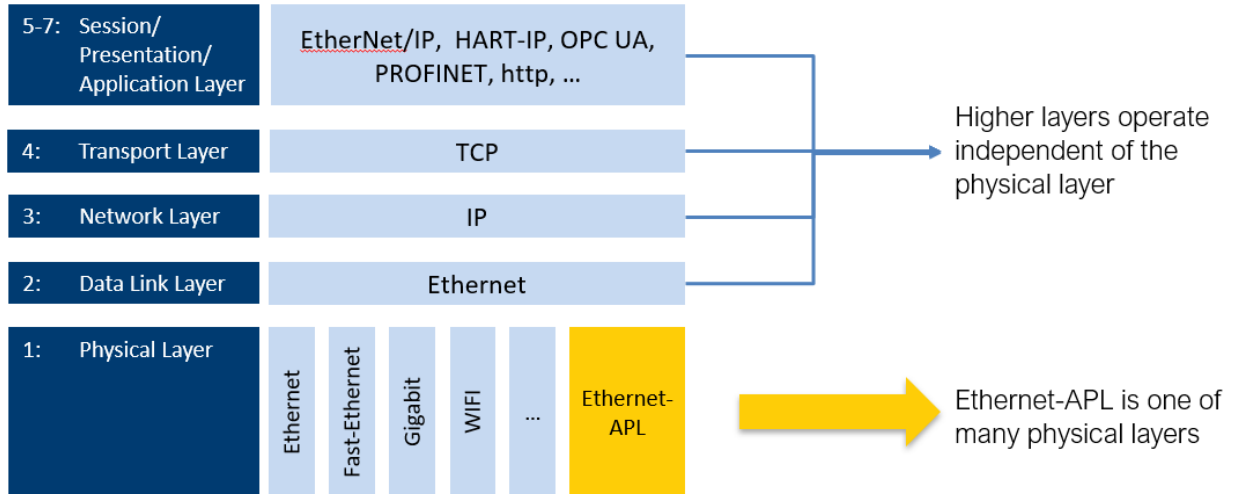 5-7: Session/
Presentation/
Application Layer
EtherNet/IP, HART-IP, OPC UA,
PROFINET, http, ...
4: Transport Layer
TCP
3: Network Layer
IP
2: Data Link Layer
Ethernet
Higher layers operate
independent of the
physical layer
1: Physical Layer
Ethernet
Fast-Ethernet
Gigabit
WIFI
...
Ethernet-
APL
Ethernet-APL is one of
many physical layers